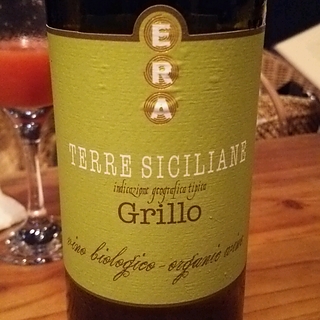 ERA
TERRE SICILIANE
indicazione geografica tipica
Grillo
vino biologico - organic wine